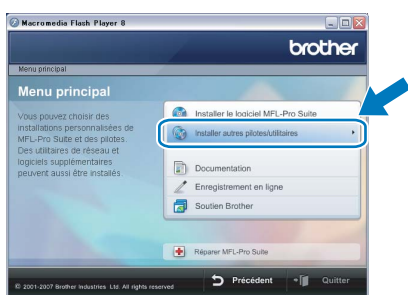 Macromedia Flash Player 8
brother
Menu principal
Menu principal
Vous pouvez choisir des
installations personnalisées de
MFL-Pro Suite et des pilotes.
Des utilitaires de réseau et
logiciels supplémentaires
peuvent aussi être installés
Installer le logiciel MFL-Pro Suite
Installer autres pilotes/utilitaires
Documentation
Enregistrement en ligne
Soutien Brother
Réparer MFL-Pro Suite
© 2001-2007 Brother Industries Ltd. All rights reserved
Précédent
Quitter